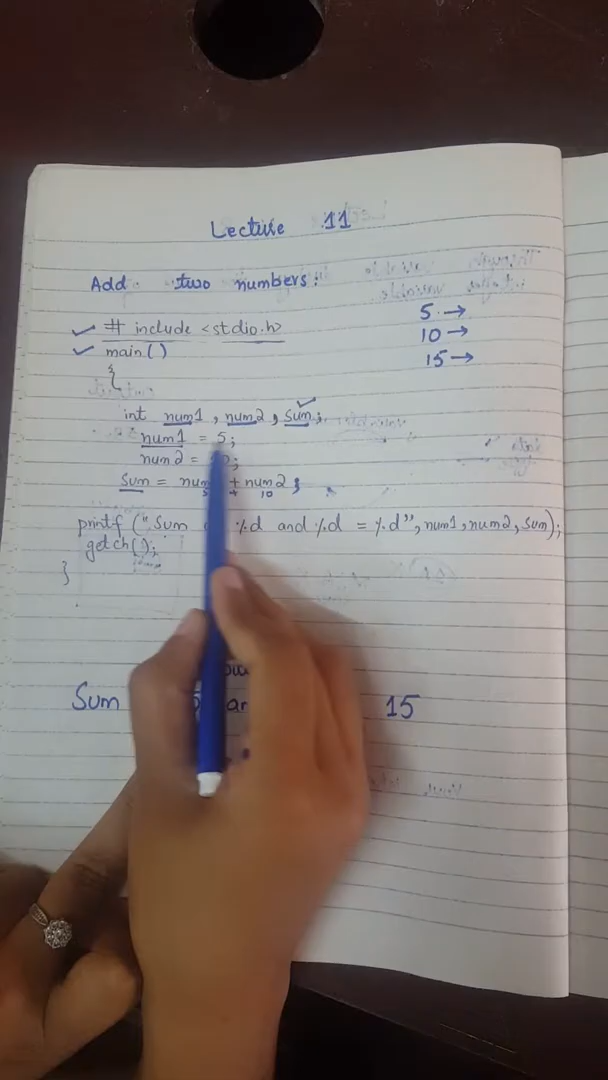 Lecture 11
Add two numbers:
5 →
10 →
15 →
# include <stdio.h>
main()
{
int num1, num2, sum;
num1 = 5;
num2 = ;
Sum = num + num2;
5 + 10
printf ("Sum %d and %d = %d", num1, num2, sum);
getch();
}
Sum 15